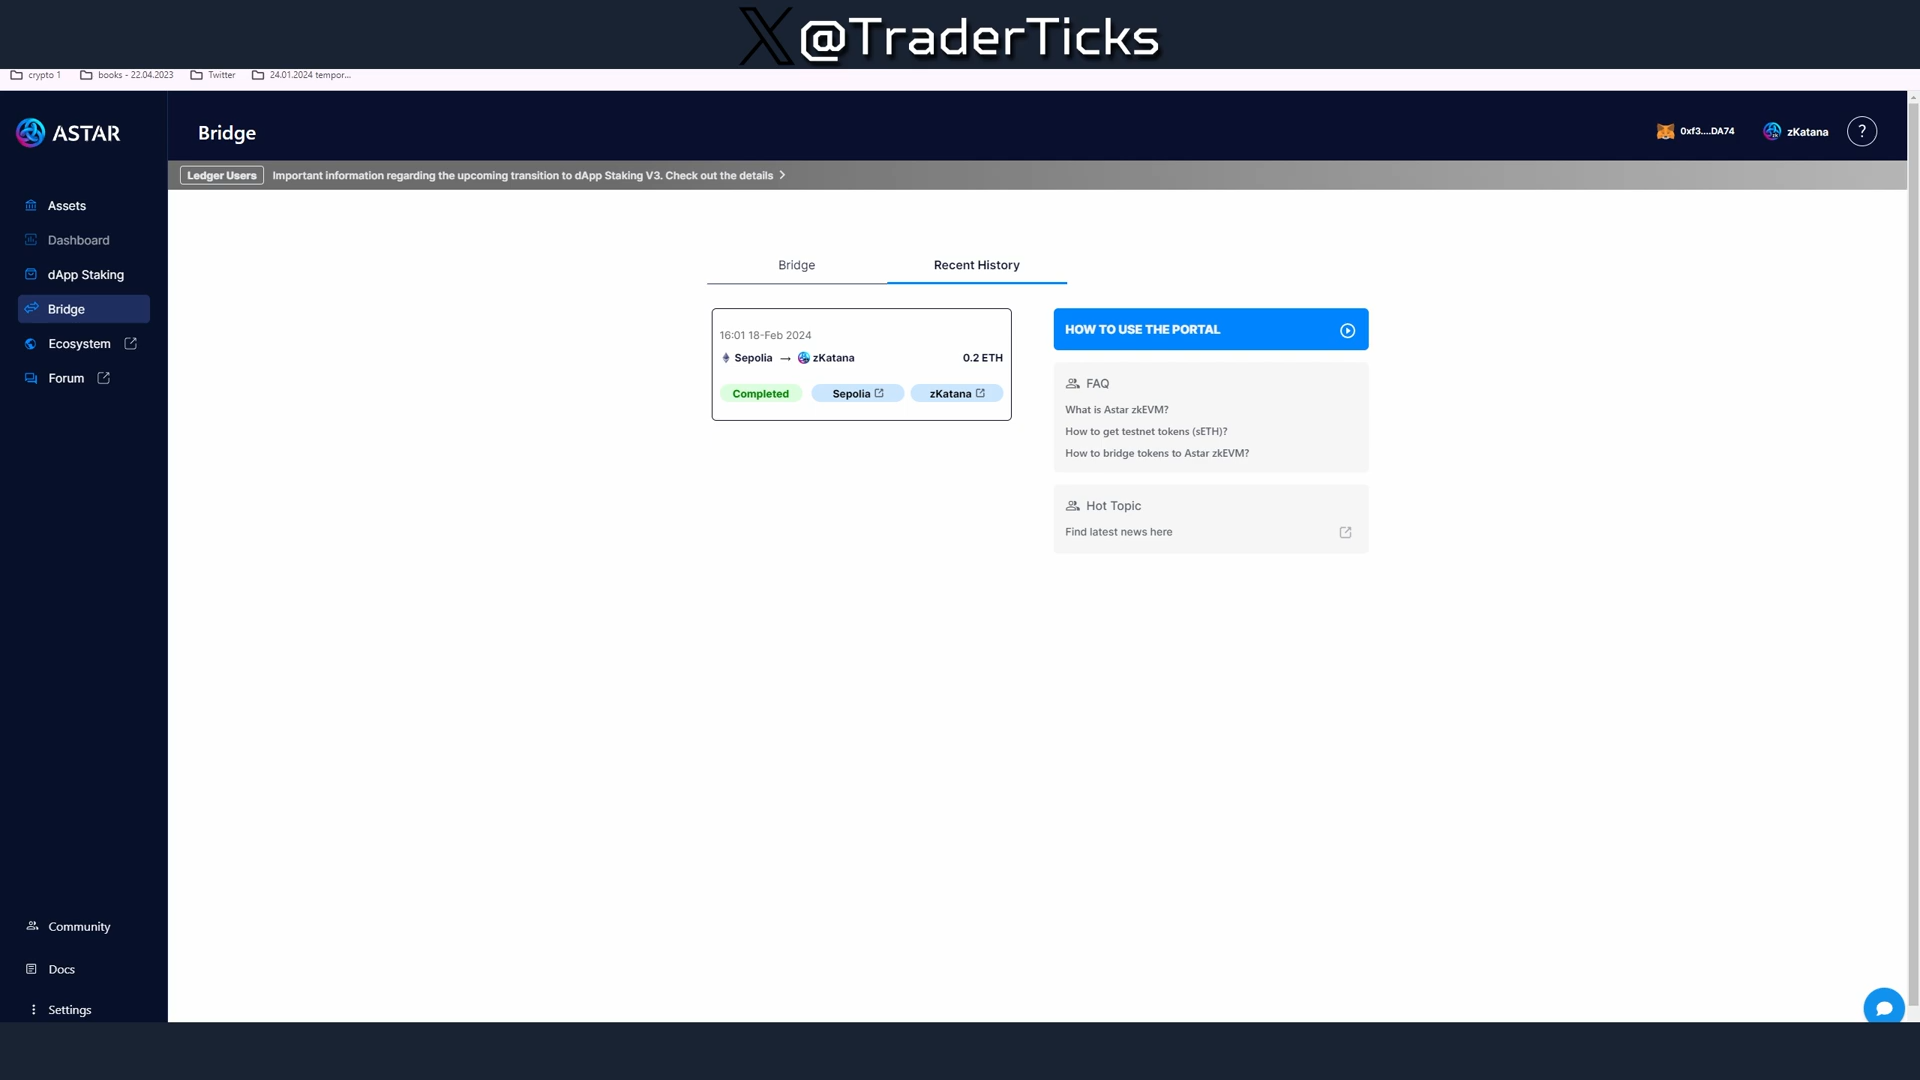 X@TraderTicks
crypto 1
books - 22.04.2023
Twitter
24.01.2024 tempor...
ASTAR
Bridge
0xf3....DA74
zKatana
?
Ledger Users
Important information regarding the upcoming transition to dApp Staking V3. Check out the details
Assets
Dashboard
dApp Staking
Bridge
Ecosystem
Forum
Bridge
Recent History
16:01 18-Feb 2024
Sepolia → zKatana 0.2 ETH
Completed
Sepolia
zKatana
HOW TO USE THE PORTAL
FAQ
What is Astar zkEVM?
How to get testnet tokens (sETH)?
How to bridge tokens to Astar zkEVM?
Hot Topic
Find latest news here
Community
Docs
Settings